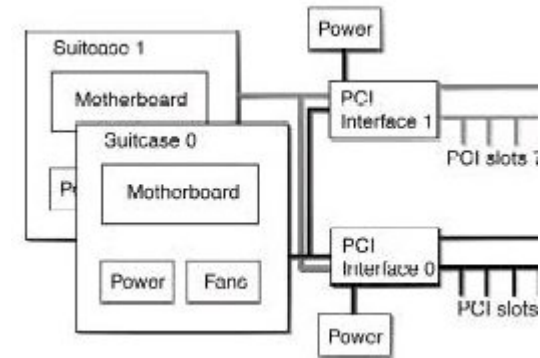 Suitcase 1
Motherboard
Suitcase 0
Motherboard
Power
Fans
Power
PCI
Interface 1
PCI slots 7
PCI
Interface 0
PCI slots
Power